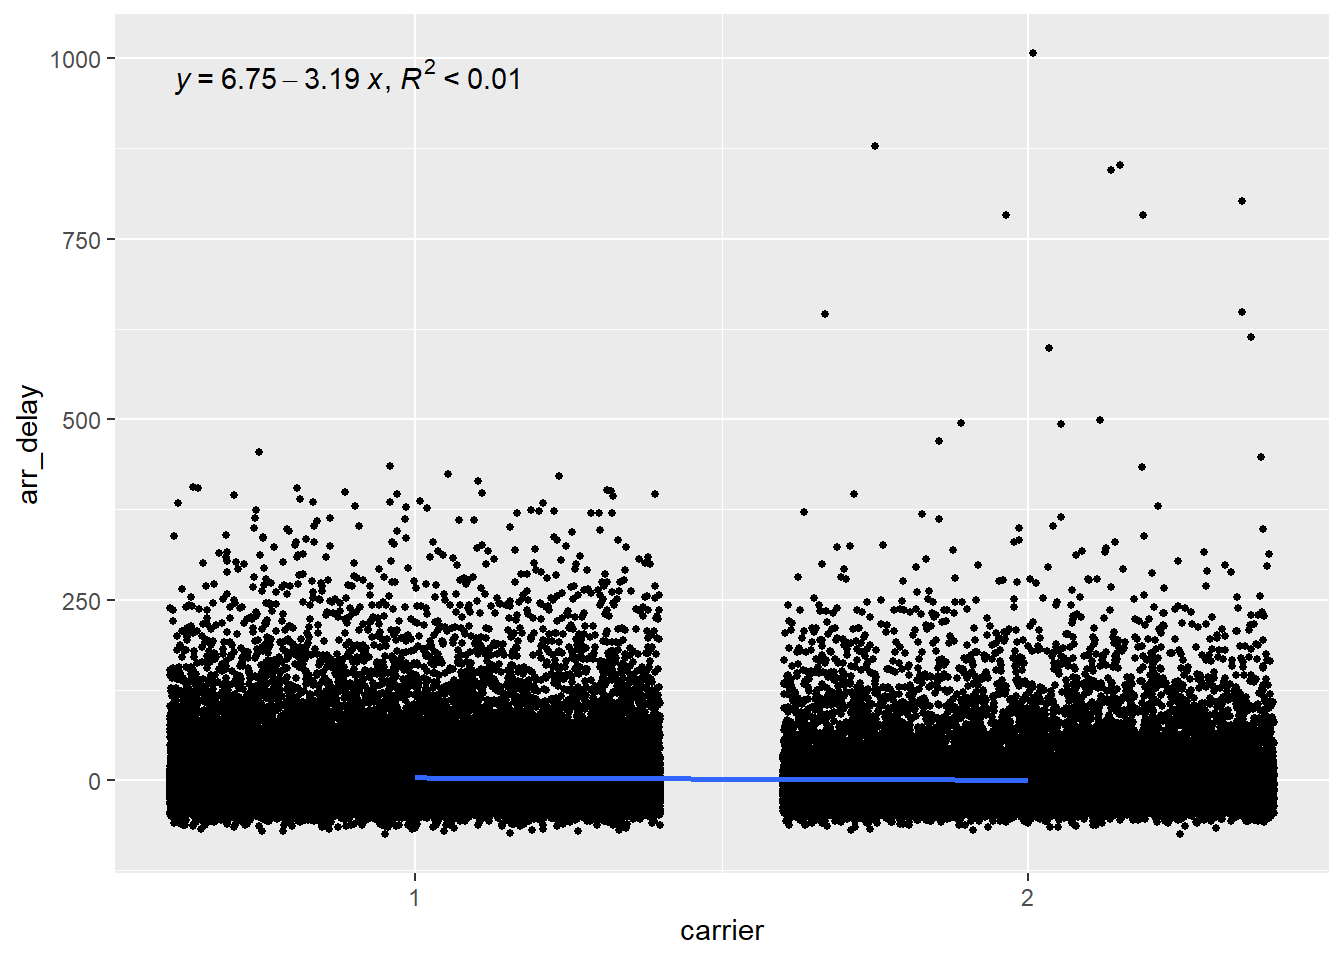 y = 6.75 − 3.19 x, R² < 0.01
1000
750
500
250
0
arr_delay
1 2
carrier